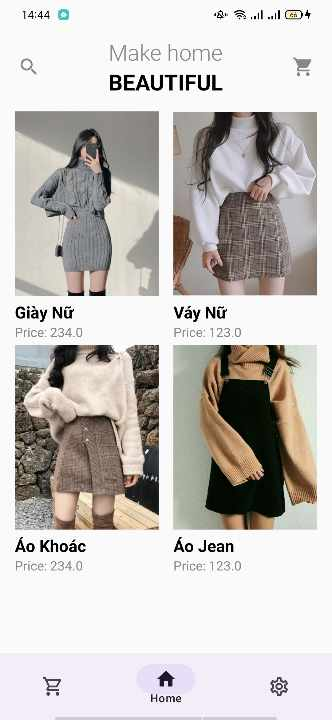 14:44
66
Make home
BEAUTIFUL
Giày Nữ
Váy Nữ
Price: 234.0
Price: 123.0
Áo Khoác
Áo Jean
Price: 234.0
Price: 123.0
Home